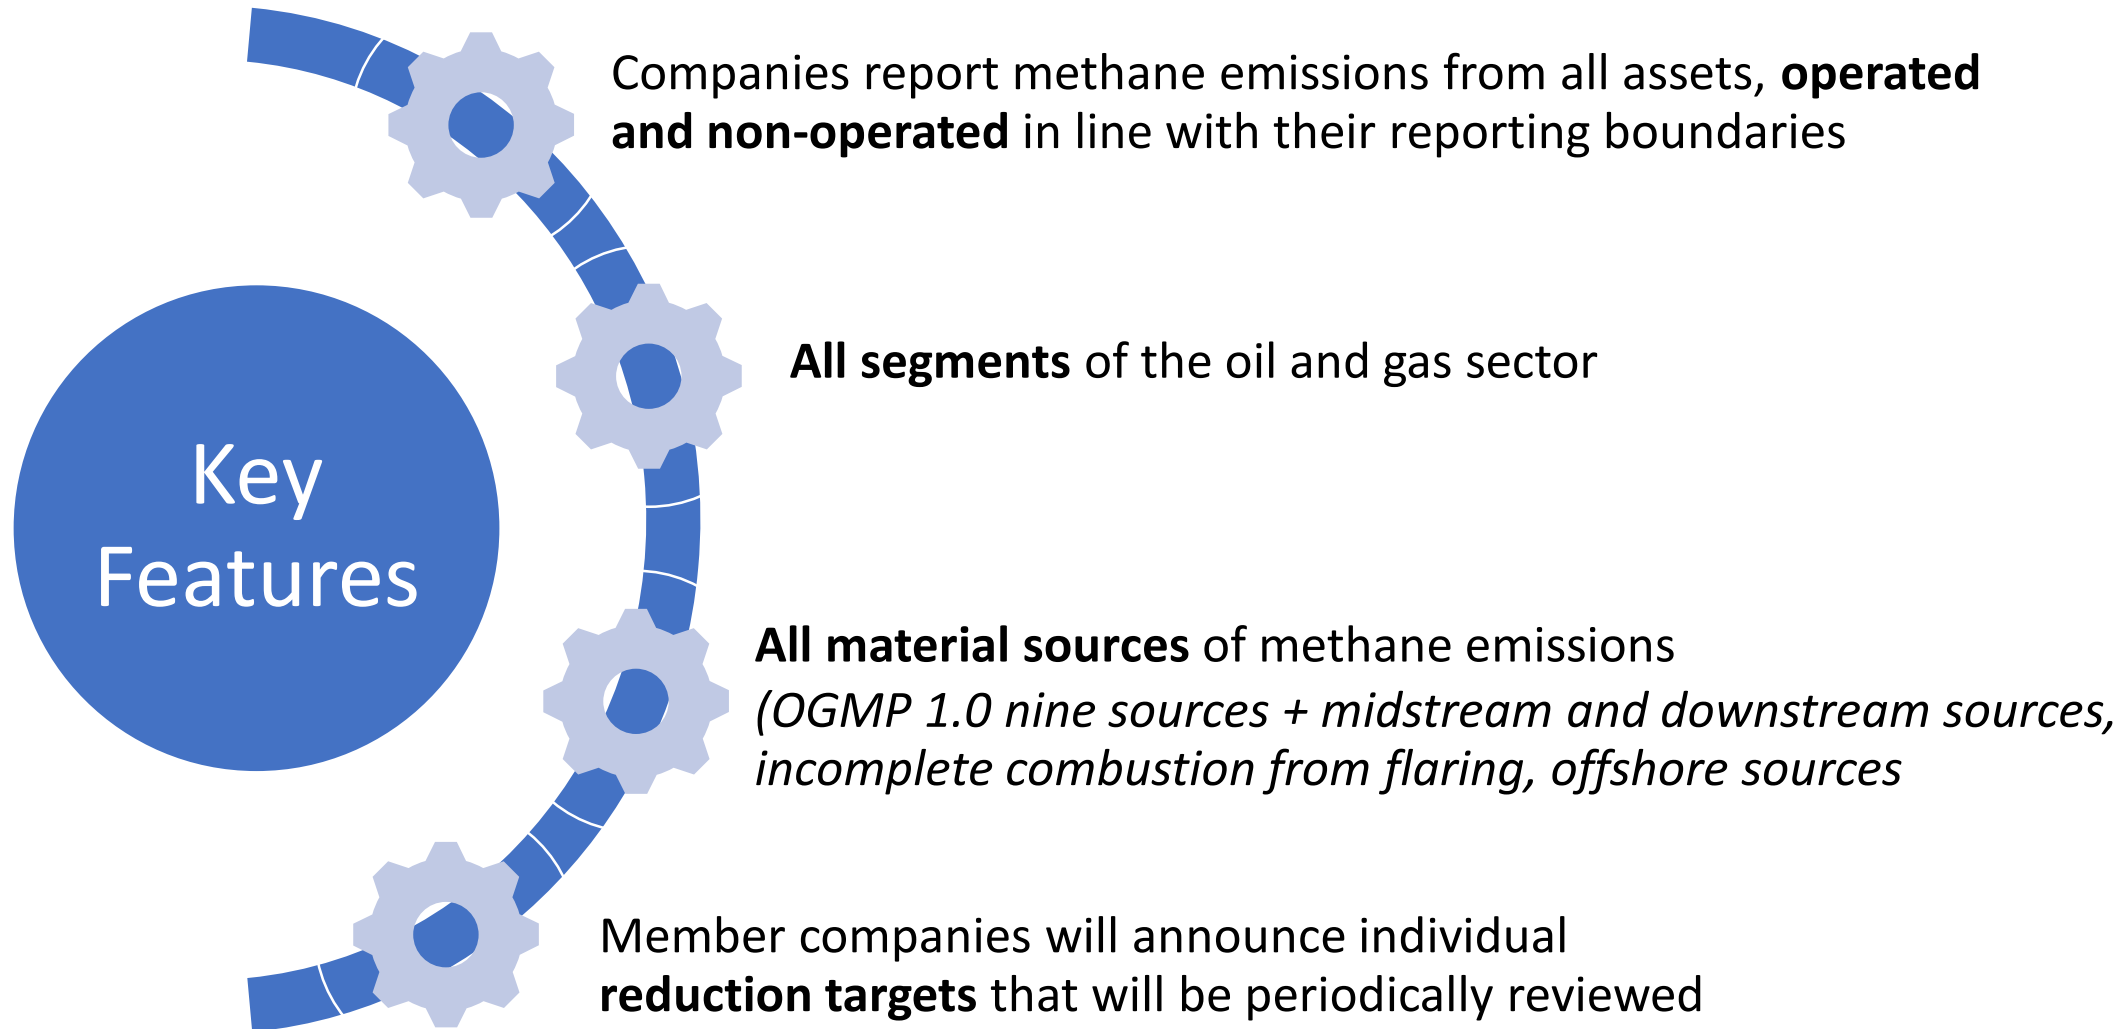 Key
Features
Companies report methane emissions from all assets, operated
and non-operated in line with their reporting boundaries
All segments of the oil and gas sector
All material sources of methane emissions
(OGMP 1.0 nine sources + midstream and downstream sources,
incomplete combustion from flaring, offshore sources
Member companies will announce individual
reduction targets that will be periodically reviewed